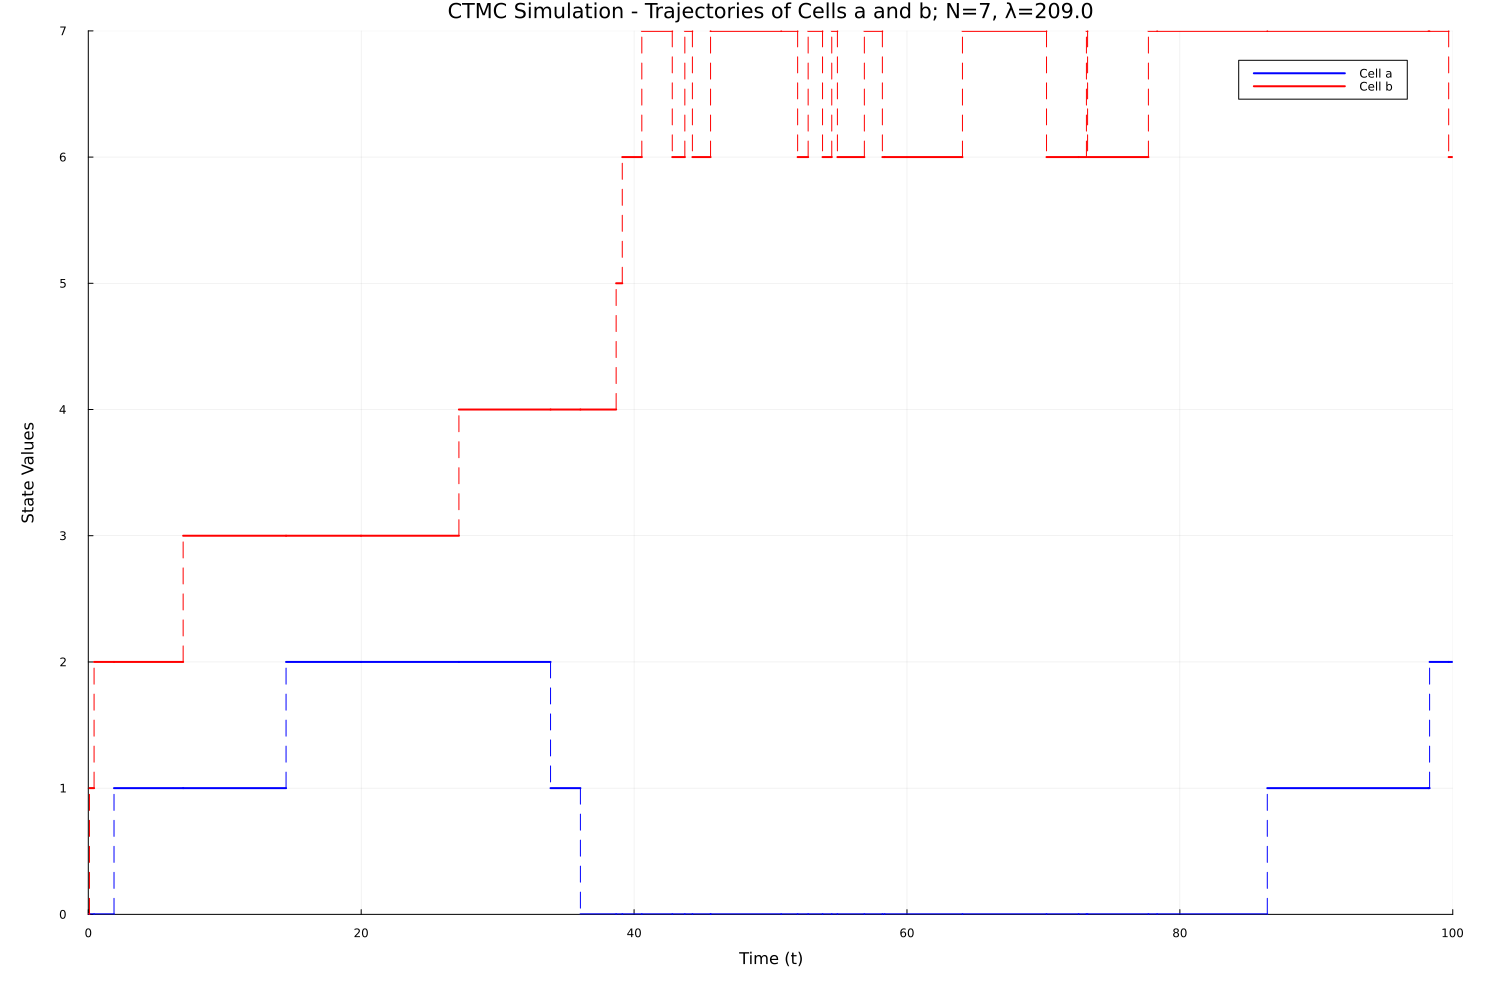 CTMC Simulation - Trajectories of Cells a and b; N=7, λ=209.0
7
Cell a
Cell b
6
5
4
State Values
3
2
1
0
0 20 40 60 80 100
Time (t)